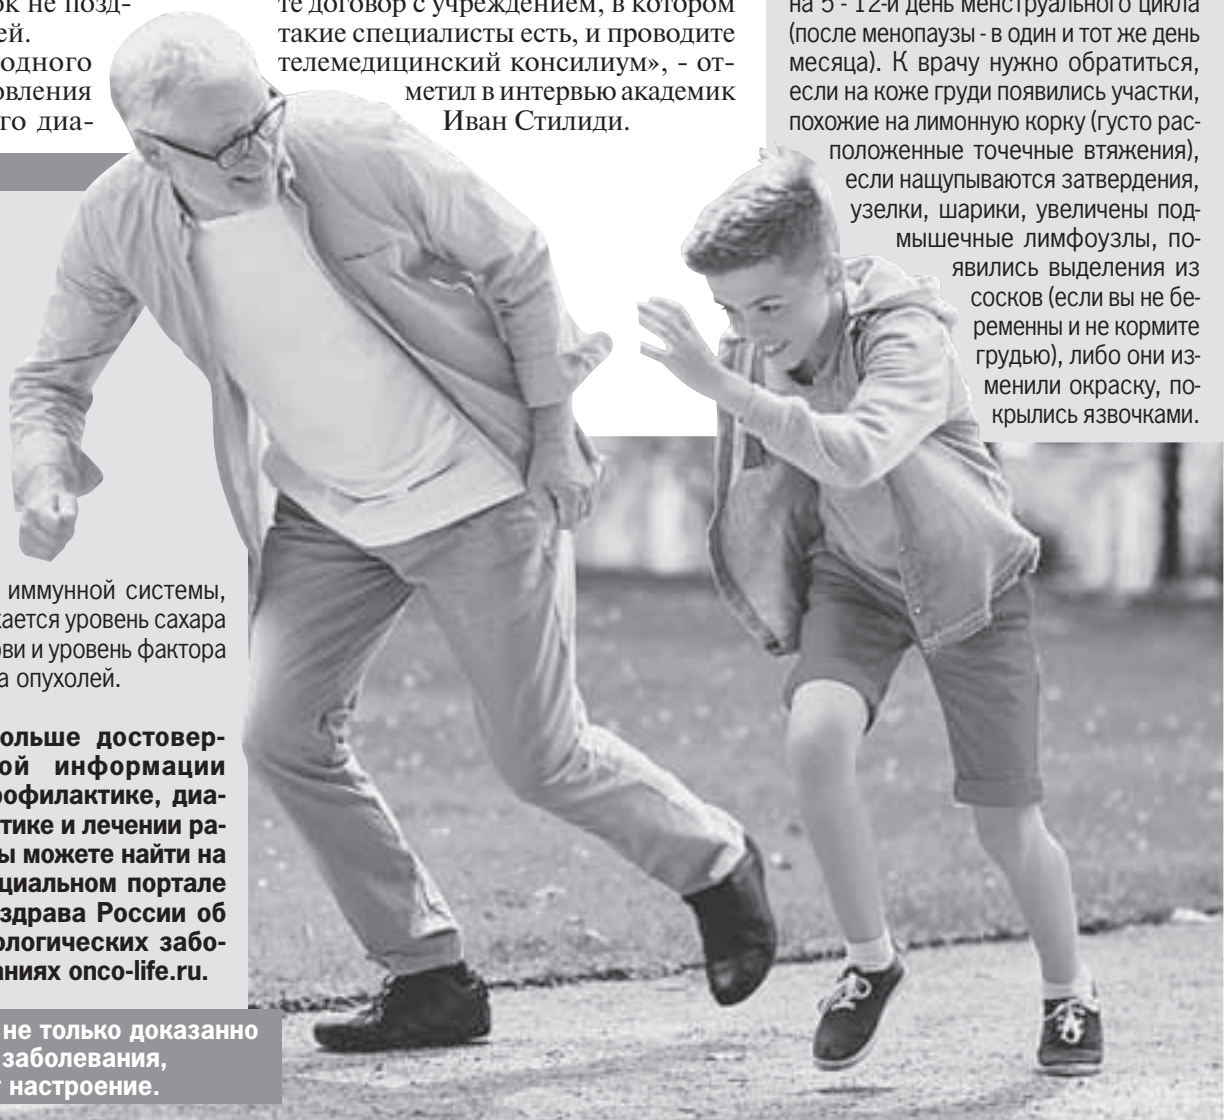 ок не позд-
ей.
одного
овления
го диа-
те договор с учреждением, в котором
такие специалисты есть, и проводите
телемедицинский консилиум», - от-
метил в интервью академик
Иван Стилиди.
на 5 - 12-й день менструального цикла
(после менопаузы - в один и тот же день
месяца). К врачу нужно обратиться,
если на коже груди появились участки,
похожие на лимонную корку (густо рас-
положенные точечные втяжения),
если нащупываются затвердения,
узелки, шарики, увеличены под-
мышечные лимфоузлы, по-
явились выделения из
сосков (если вы не бе-
ременны и не кормите
грудью), либо они из-
менили окраску, по-
крылись язвочками.
иммунной системы,
жается уровень сахара
ови и уровень фактора
а опухолей.
ольше достовер-
ой информации
рофилактике, диа-
тике и лечении ра-
ы можете найти на
циальном портале
здрава России об
ологических забо-
аниях onco-life.ru.
не только доказанно
заболевания,
т настроение.